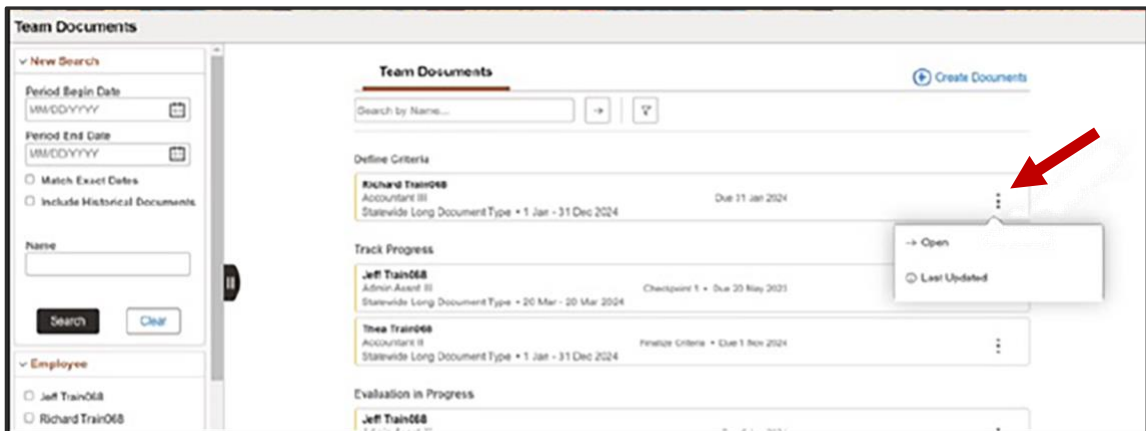 Team Documents
New Search
Period Begin Date
MM/DD/YYYY
Period End Date
MM/DD/YYYY
Match Exact Dates
Include Historical Documents
Name
Search
Clear
Employee
Jeff Train068
Richard Train068
Team Documents
Create Documents
Search by Name...
Define Criteria
Richard Train068
Accountant III
Due 31 Jan 2024
Statewide Long Document Type • 1 Jan - 31 Dec 2024
Open
Last Updated
Track Progress
Jeff Train068
Admin Assnt III
Checkpoint 1 • Due 20 May 2023
Statewide Long Document Type • 20 Mar - 20 Mar 2024
Thea Train068
Accountant III
Finalize Criteria • Due 1 Nov 2024
Statewide Long Document Type • 1 Jan - 31 Dec 2024
Evaluation in Progress
Jeff Train068